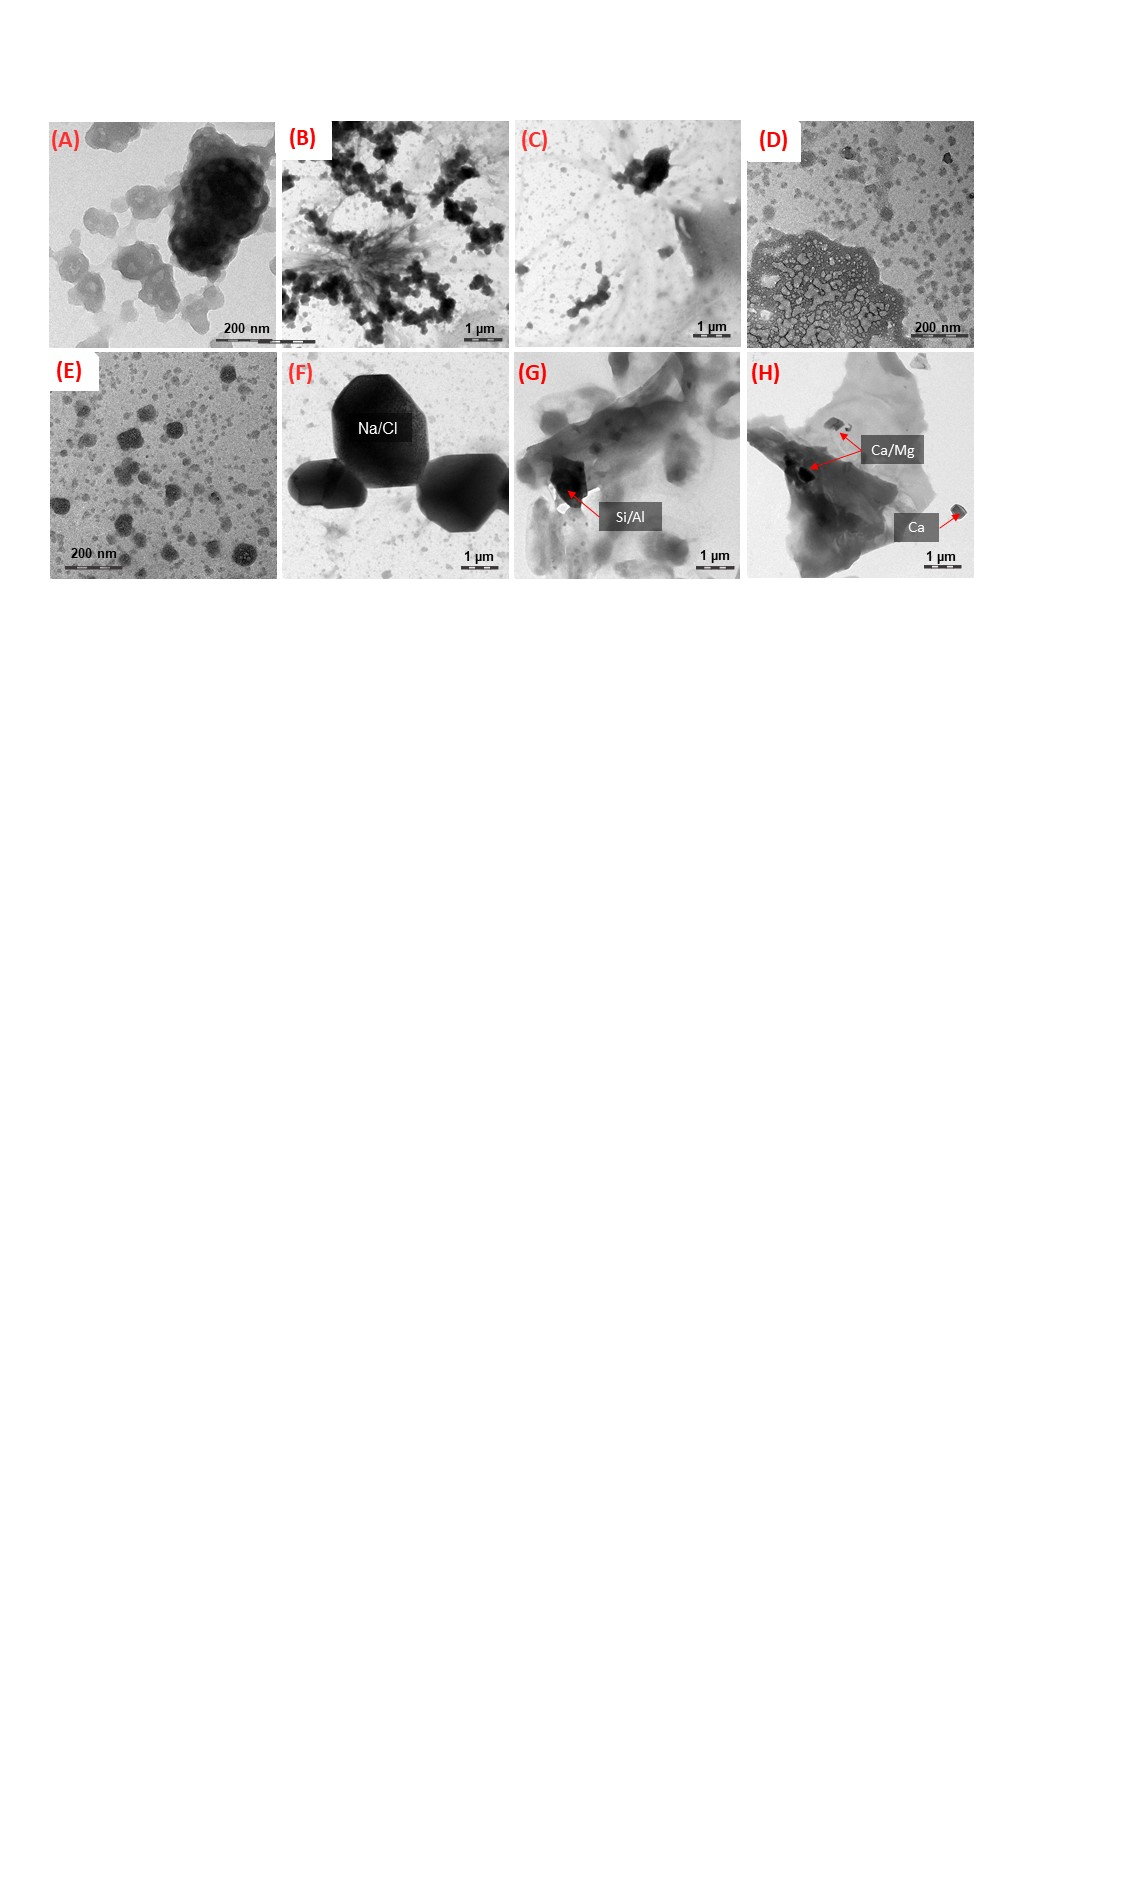 (A)
200 nm
(B)
1 µm
(C)
1 µm
(D)
200 nm
(E)
200 nm
(F)
Na/Cl
1 µm
(G)
Si/Al
1 µm
(H)
Ca/Mg
Ca
1 µm